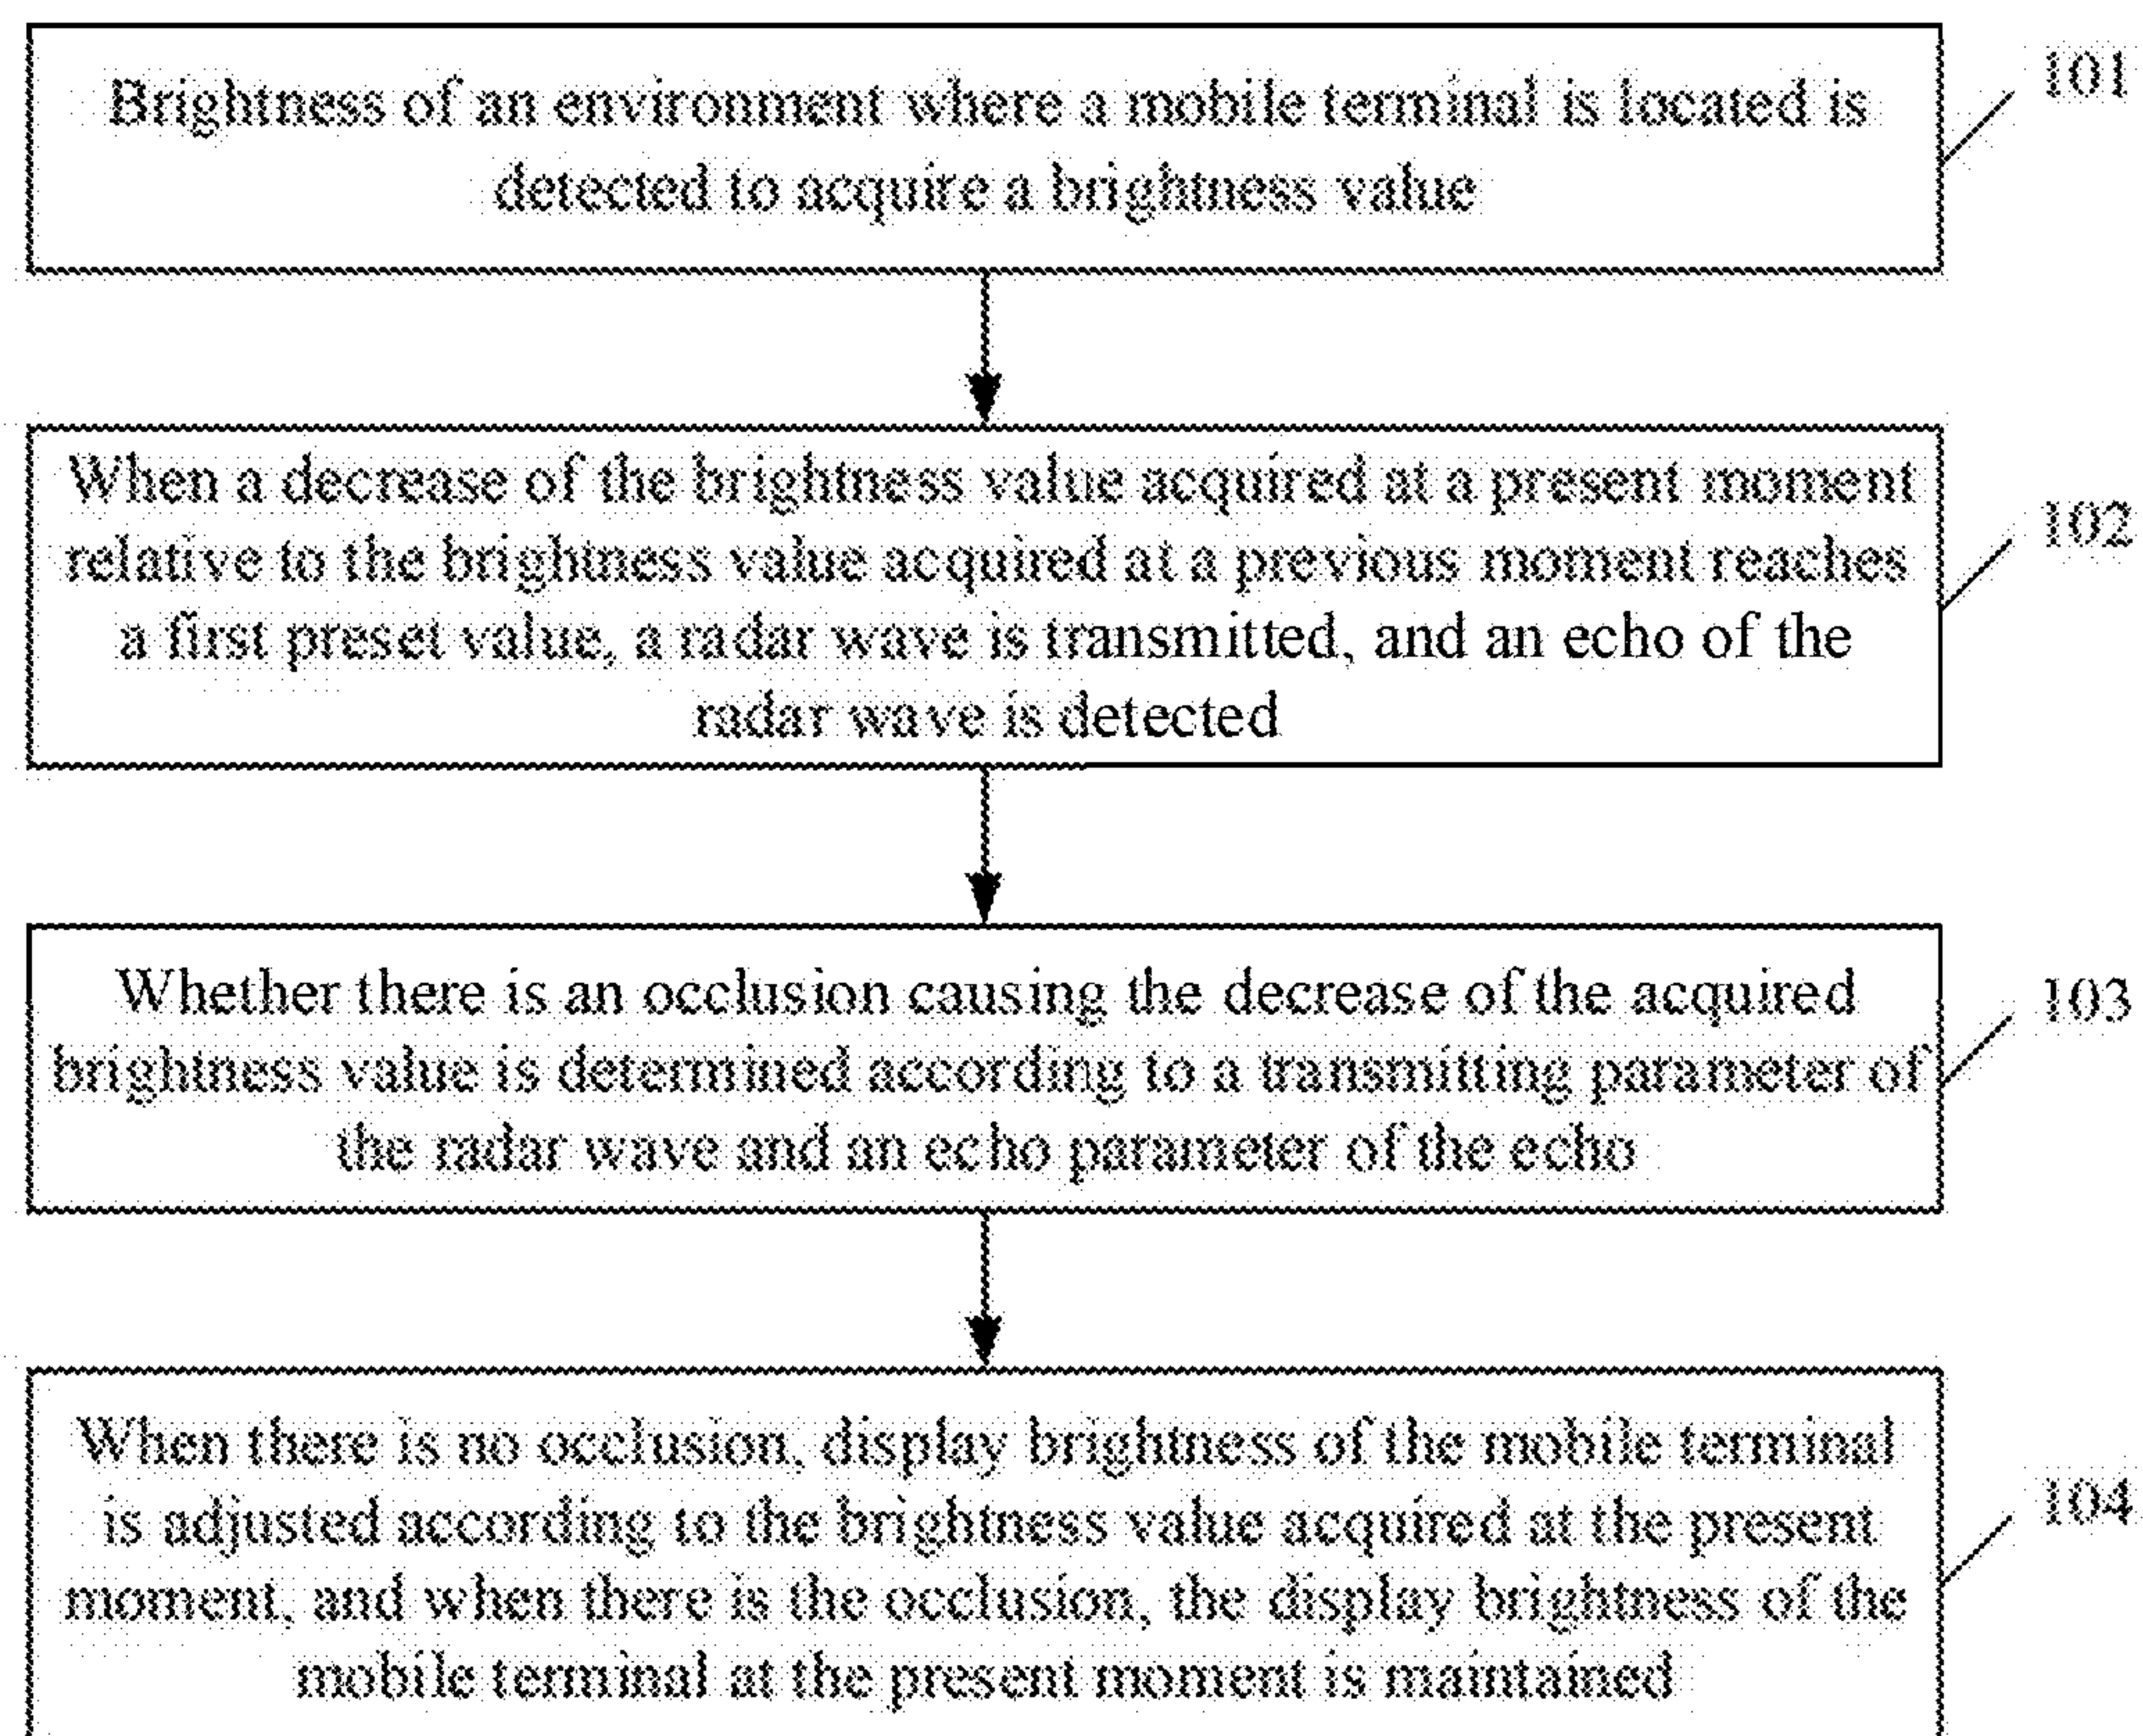 Brightness of an environment where a mobile terminal is located is
detected to acquire a brightness value
101
When a decrease of the brightness value acquired at a present moment
relative to the brightness value acquired at a previous moment reaches
a first preset value, a radar wave is transmitted, and an echo of the
radar wave is detected
102
Whether there is an occlusion causing the decrease of the acquired
brightness value is determined according to a transmitting parameter of
the radar wave and an echo parameter of the echo
103
When there is no occlusion, display brightness of the mobile terminal
is adjusted according to the brightness value acquired at the present
moment, and when there is the occlusion, the display brightness of the
mobile terminal at the present moment is maintained
104